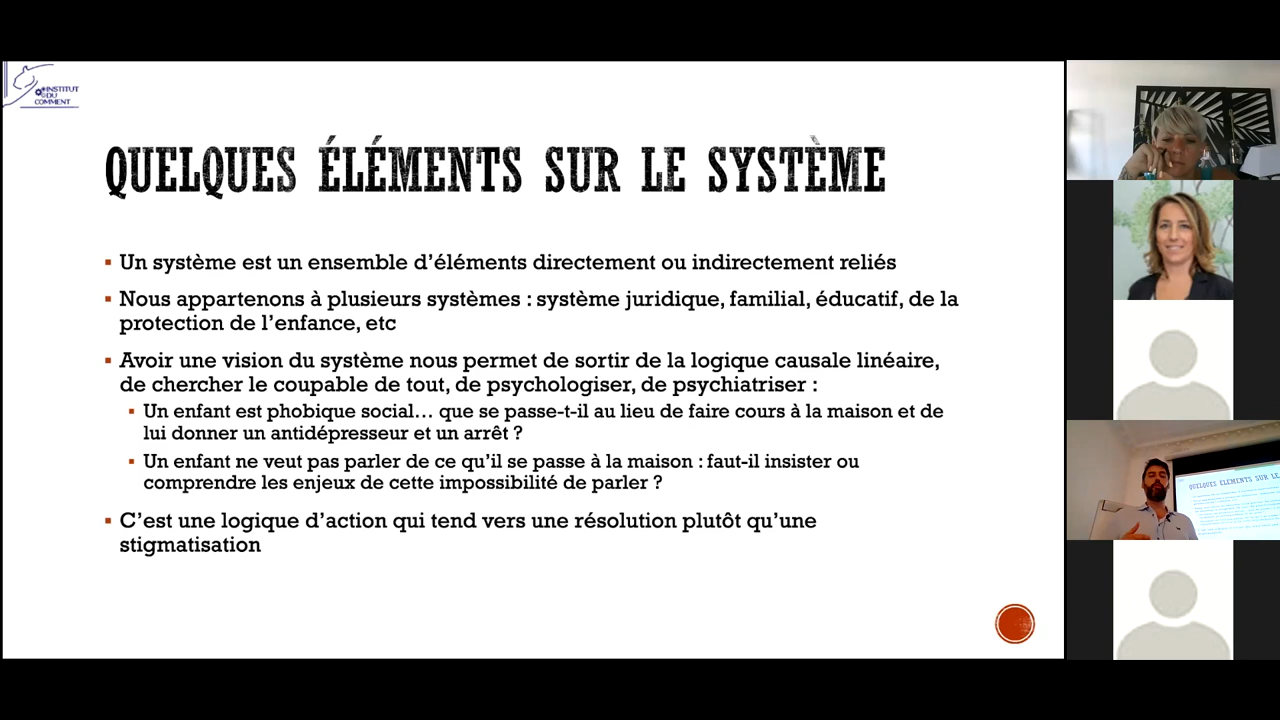 INSTITUT
DU
COMMENT
QUELQUES ÉLÉMENTS SUR LE SYSTÈME
▪ Un système est un ensemble d’éléments directement ou indirectement reliés
▪ Nous appartenons à plusieurs systèmes : système juridique, familial, éducatif, de la
protection de l’enfance, etc
▪ Avoir une vision du système nous permet de sortir de la logique causale linéaire,
de chercher le coupable de tout, de psychologiser, de psychiatriser :
▪ Un enfant est phobique social… que se passe-t-il au lieu de faire cours à la maison et de
lui donner un antidépresseur et un arrêt ?
▪ Un enfant ne veut pas parler de ce qu’il se passe à la maison : faut-il insister ou
comprendre les enjeux de cette impossibilité de parler ?
▪ C’est une logique d’action qui tend vers une résolution plutôt qu’une
stigmatisation
QUELQUES ÉLÉMENTS SUR LE